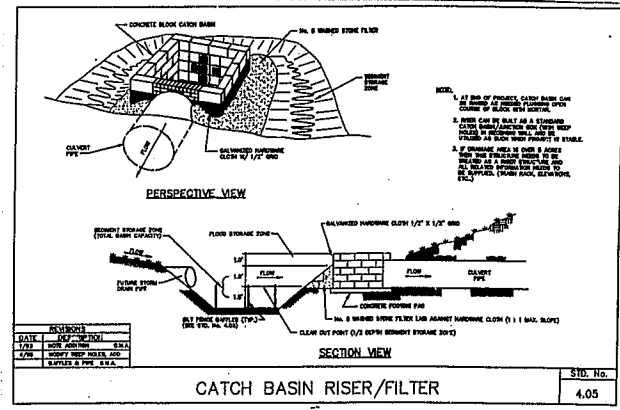 CONCRETE BLOCK CATCH BASIN
No. 5 WASHED STONE FILTER
SEDIMENT
STORAGE
ZONE
CULVERT
PIPE
FLOW
GALVANIZED HARDWARE
CLOTH W/ 1/2" GRID
PERSPECTIVE VIEW
1. AT END OF PROJECT, CATCH BASIN CAN
BE RAISED AS NEEDED PLUGGING OPEN
COURSE OF BLOCK WITH MORTAR.
2. RISER CAN BE BUILT AS A STANDARD
CATCH BASIN/JUNCTION BOX (WITH WEEP
HOLES) IN RECEIVING WALL AND BE
UTILIZED AS SUCH WHEN PROJECT IS STABLE.
3. IF DRAINAGE AREA IS OVER 5 ACRES
THEN THIS STRUCTURE NEEDS TO BE
TREATED AS A RISER STRUCTURE AND
ALL RELATED INFORMATION NEEDS TO
BE SUPPLIED. (TRASH RACK, ELEVATIONS,
ETC.)
SEDIMENT STORAGE ZONE
(TOTAL BASIN CAPACITY)
FLOOD STORAGE ZONE
GALVANIZED HARDWARE CLOTH 1/2" X 1/2" GRID
FLOW
FUTURE STORM
DRAIN PIPE
1.0'
1.0'
1.0'
FLOW
FLOW
CULVERT
PIPE
CONCRETE FOOTING PAD
SILT FENCE BAFFLES (TYP.)
(SEE STD. No. 4.02)
No. 5 WASHED STONE FILTER LAID AGAINST HARDWARE CLOTH (1 : 1 MAX. SLOPE)
CLEAN OUT POINT (1/2 DEPTH SEDIMENT STORAGE ZONE)
SECTION VIEW
REVISIONS
DATE DESCRIPTION
7/93 NOTE ADDITION G.M.A.
4/96 MODIFY WEEP HOLES, ADD
BAFFLES & PIPE G.M.A.
CATCH BASIN RISER/FILTER
STD. No.
4.05